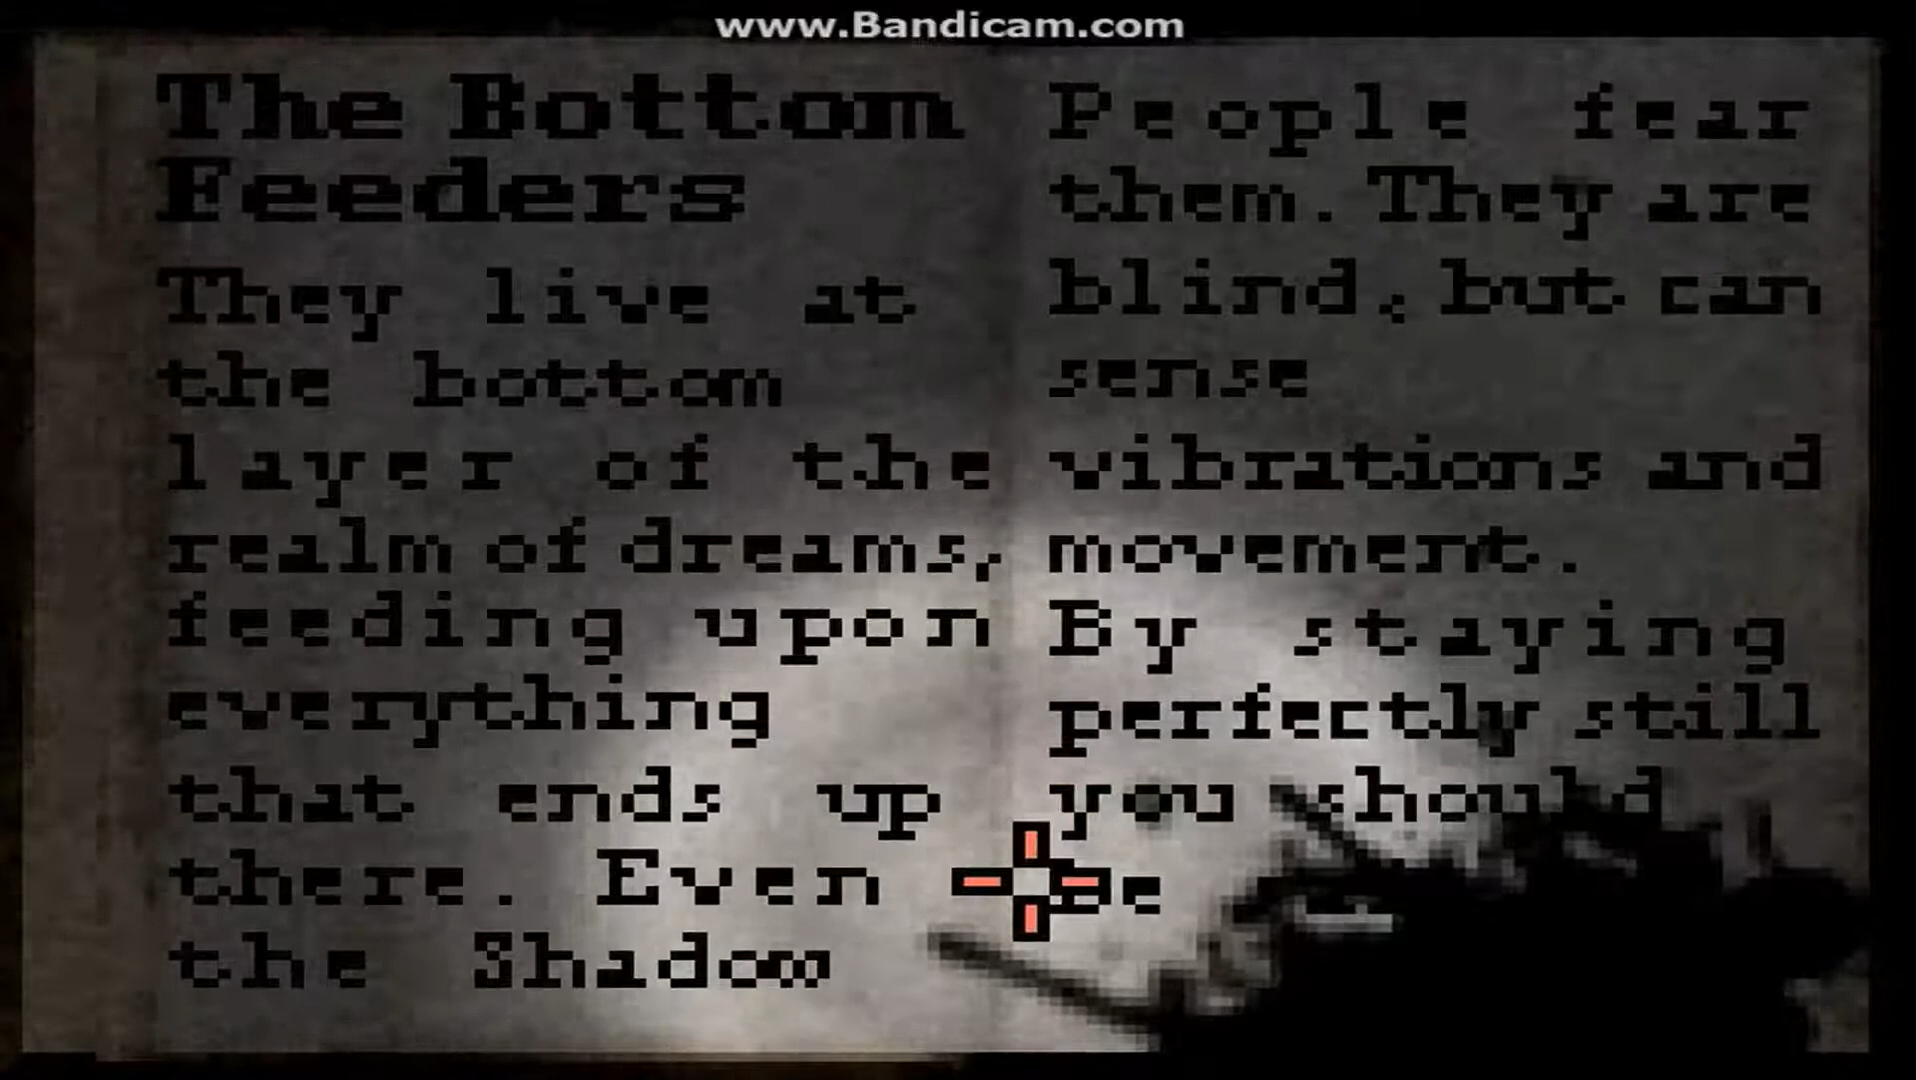 www.Bandicam.com
The Bottom
Feeders
They live at
the bottom
layer of the
realm of dreams,
feeding upon
everything
that ends up
there. Even
the Shadow
People fear
them. They are
blind, but can
sense
vibrations and
movement.
By staying
perfectly still
you should
be